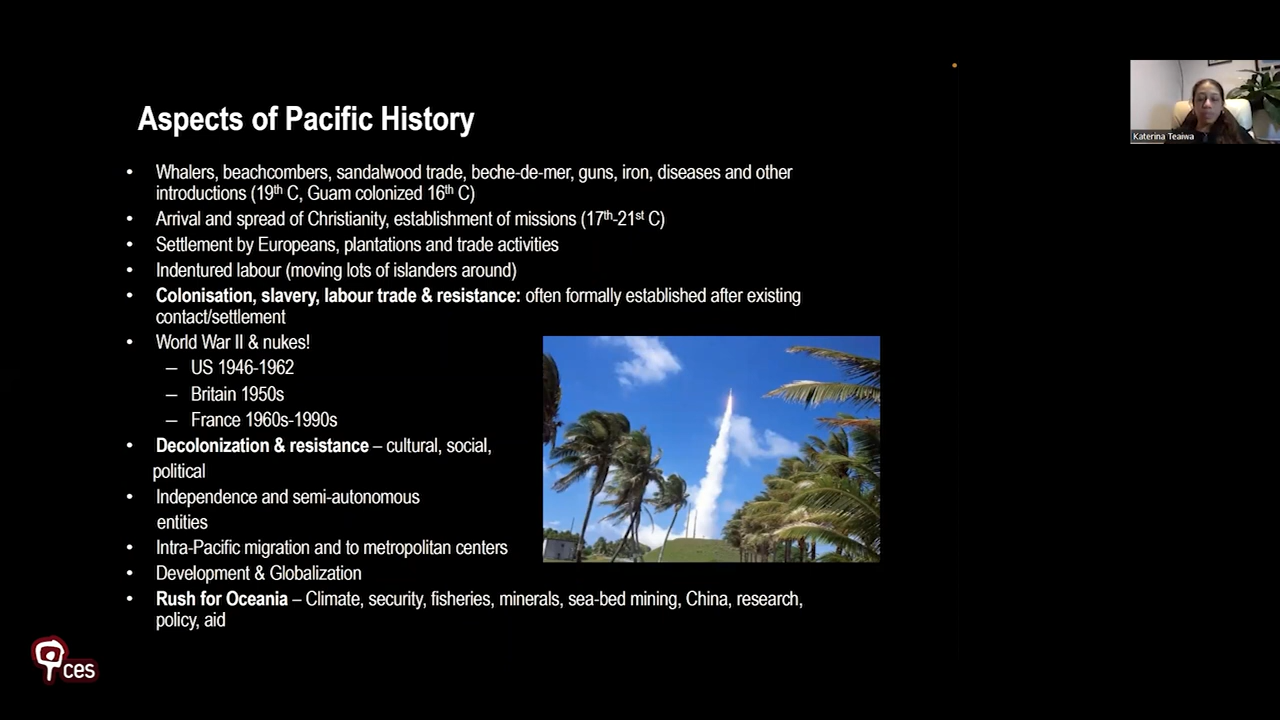 Aspects of Pacific History
• Whalers, beachcombers, sandalwood trade, beche-de-mer, guns, iron, diseases and other
introductions (19th C, Guam colonized 16th C)
• Arrival and spread of Christianity, establishment of missions (17th-21st C)
• Settlement by Europeans, plantations and trade activities
• Indentured labour (moving lots of islanders around)
• Colonisation, slavery, labour trade & resistance: often formally established after existing
contact/settlement
• World War II & nukes!
– US 1946-1962
– Britain 1950s
– France 1960s-1990s
• Decolonization & resistance – cultural, social,
political
• Independence and semi-autonomous
entities
• Intra-Pacific migration and to metropolitan centers
• Development & Globalization
• Rush for Oceania – Climate, security, fisheries, minerals, sea-bed mining, China, research,
policy, aid
Katerina Teaiwa
ces